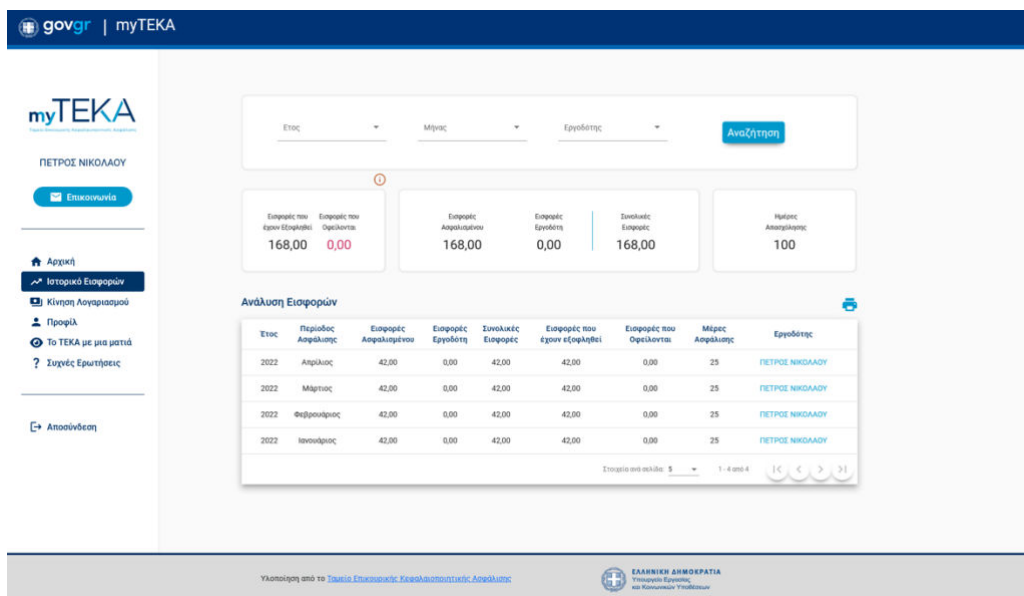 govgr | myTEKA
myTEKA
ΠΕΤΡΟΣ ΝΙΚΟΛΑΟΥ
Επικοινωνία
Αρχική
Ιστορικό Εισφορών
Κίνηση Λογαριασμού
Προφίλ
Το ΤΕΚΑ με μια ματιά
Συχνές Ερωτήσεις
Αποσύνδεση
Έτος Μήνας Εργοδότης Αναζήτηση
Εισφορές που Εισφορές που Εισφορές Εισφορές Συνολικές Ημέρες
έχουν Εξοφληθεί Οφείλονται Ασφαλισμένου Εργοδότη Εισφορές Απασχόλησης
168,00 0,00 168,00 0,00 168,00 100
Ανάλυση Εισφορών
Έτος Περίοδος Ασφάλισης Εισφορές Ασφαλισμένου Εισφορές Εργοδότη Συνολικές Εισφορές Εισφορές που έχουν εξοφληθεί Εισφορές που Οφείλονται Μέρες Ασφάλισης Εργοδότης
2022 Απρίλιος 42,00 0,00 42,00 42,00 0,00 25 ΠΕΤΡΟΣ ΝΙΚΟΛΑΟΥ
2022 Μάρτιος 42,00 0,00 42,00 42,00 0,00 25 ΠΕΤΡΟΣ ΝΙΚΟΛΑΟΥ
2022 Φεβρουάριος 42,00 0,00 42,00 42,00 0,00 25 ΠΕΤΡΟΣ ΝΙΚΟΛΑΟΥ
2022 Ιανουάριος 42,00 0,00 42,00 42,00 0,00 25 ΠΕΤΡΟΣ ΝΙΚΟΛΑΟΥ
Στοιχεία ανά σελίδα: 5 1 - 4 από 4
Υλοποίηση από το Ταμείο Επικουρικής Κεφαλαιοποιητικής Ασφάλισης
ΕΛΛΗΝΙΚΗ ΔΗΜΟΚΡΑΤΙΑ
Υπουργείο Εργασίας
και Κοινωνικών Υποθέσεων